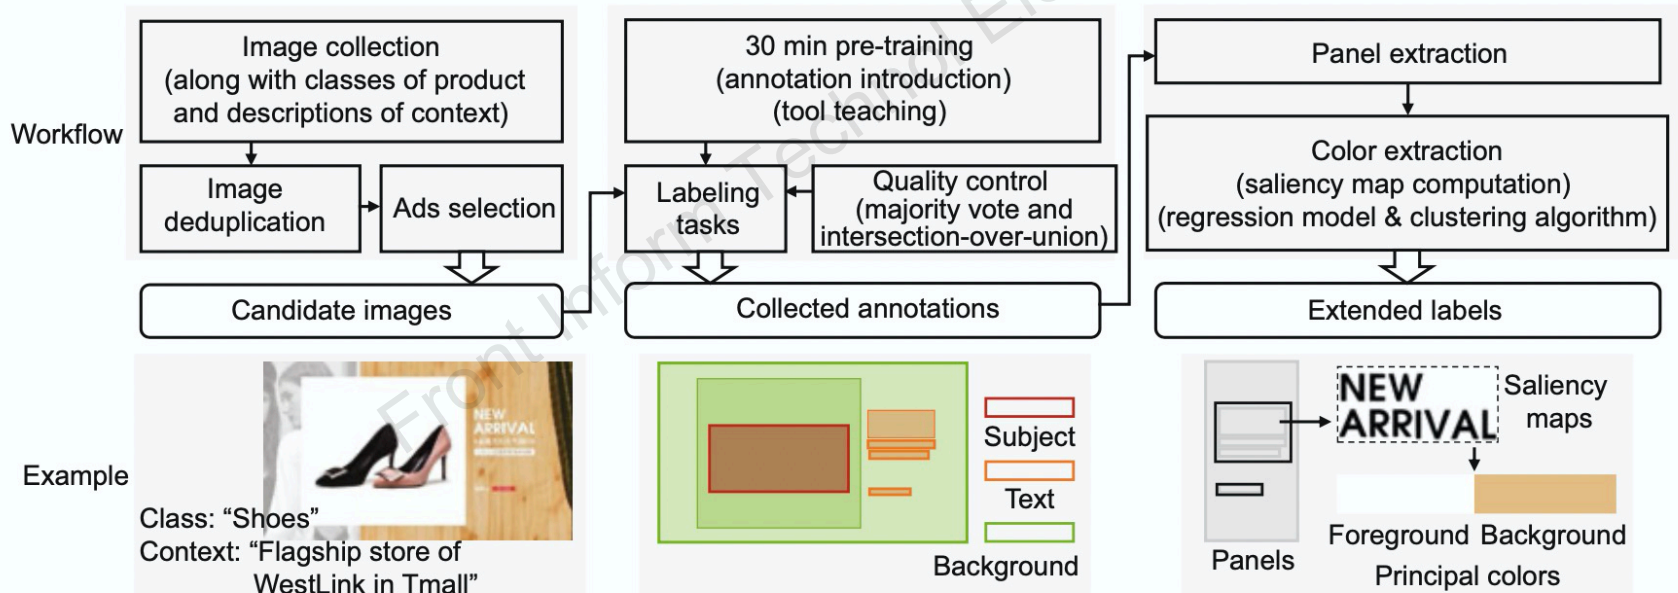 Image collection
(along with classes of product
and descriptions of context)
Image
deduplication
Ads selection
Candidate images
30 min pre-training
(annotation introduction)
(tool teaching)
Labeling
tasks
Quality control
(majority vote and
intersection-over-union)
Collected annotations
Panel extraction
Color extraction
(saliency map computation)
(regression model & clustering algorithm)
Extended labels
Workflow
Example
NEW
ARRIVAL
Class: “Shoes”
Context: “Flagship store of
WestLink in Tmall”
Subject
Text
Background
Panels
NEW
ARRIVAL
Saliency
maps
Foreground Background
Principal colors
Front Inform Technol